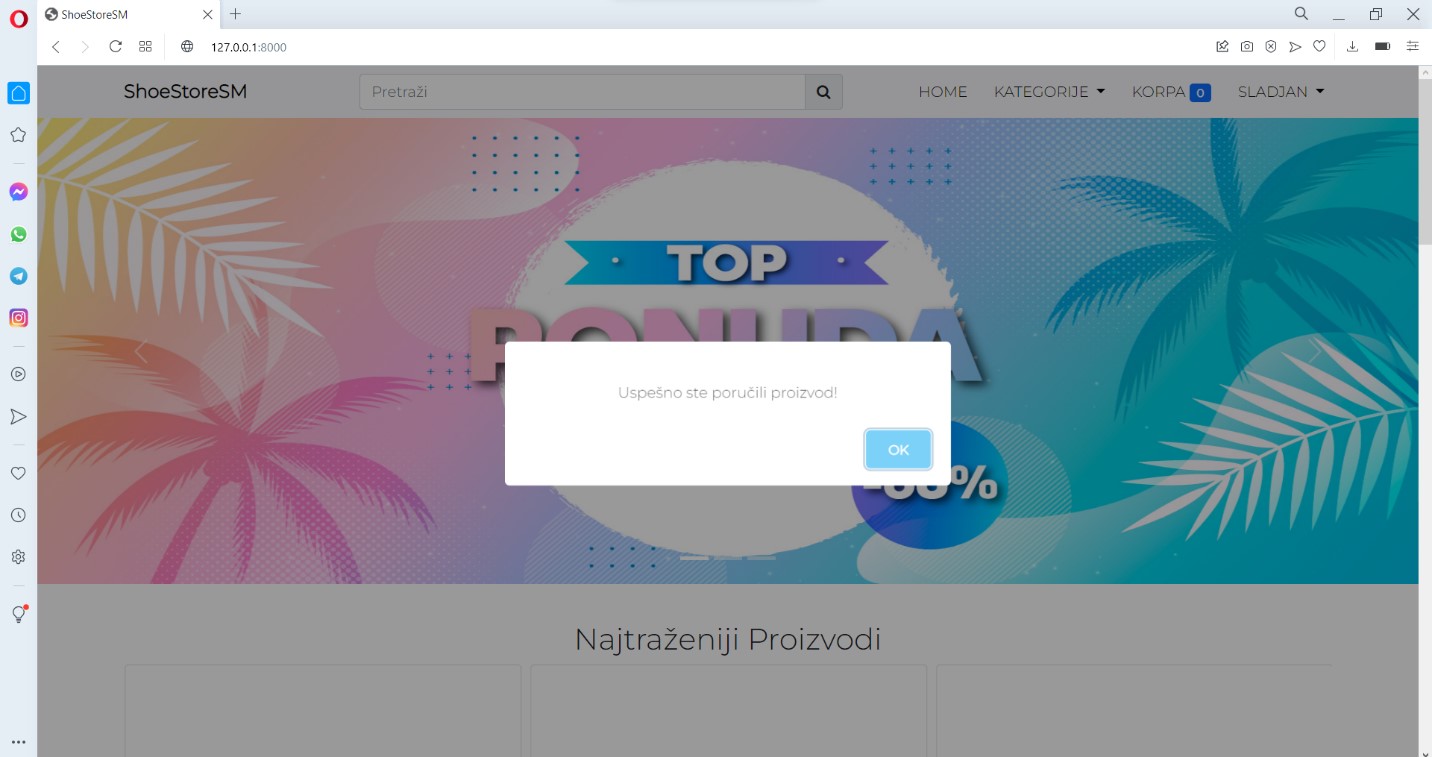 ShoeStoreSM
127.0.0.1:8000
ShoeStoreSM
Pretraži
HOME
KATEGORIJE
KORPA 0
SLADJAN
TOP
PONUDA
Uspešno ste poručili proizvod!
OK
Najtraženiji Proizvodi